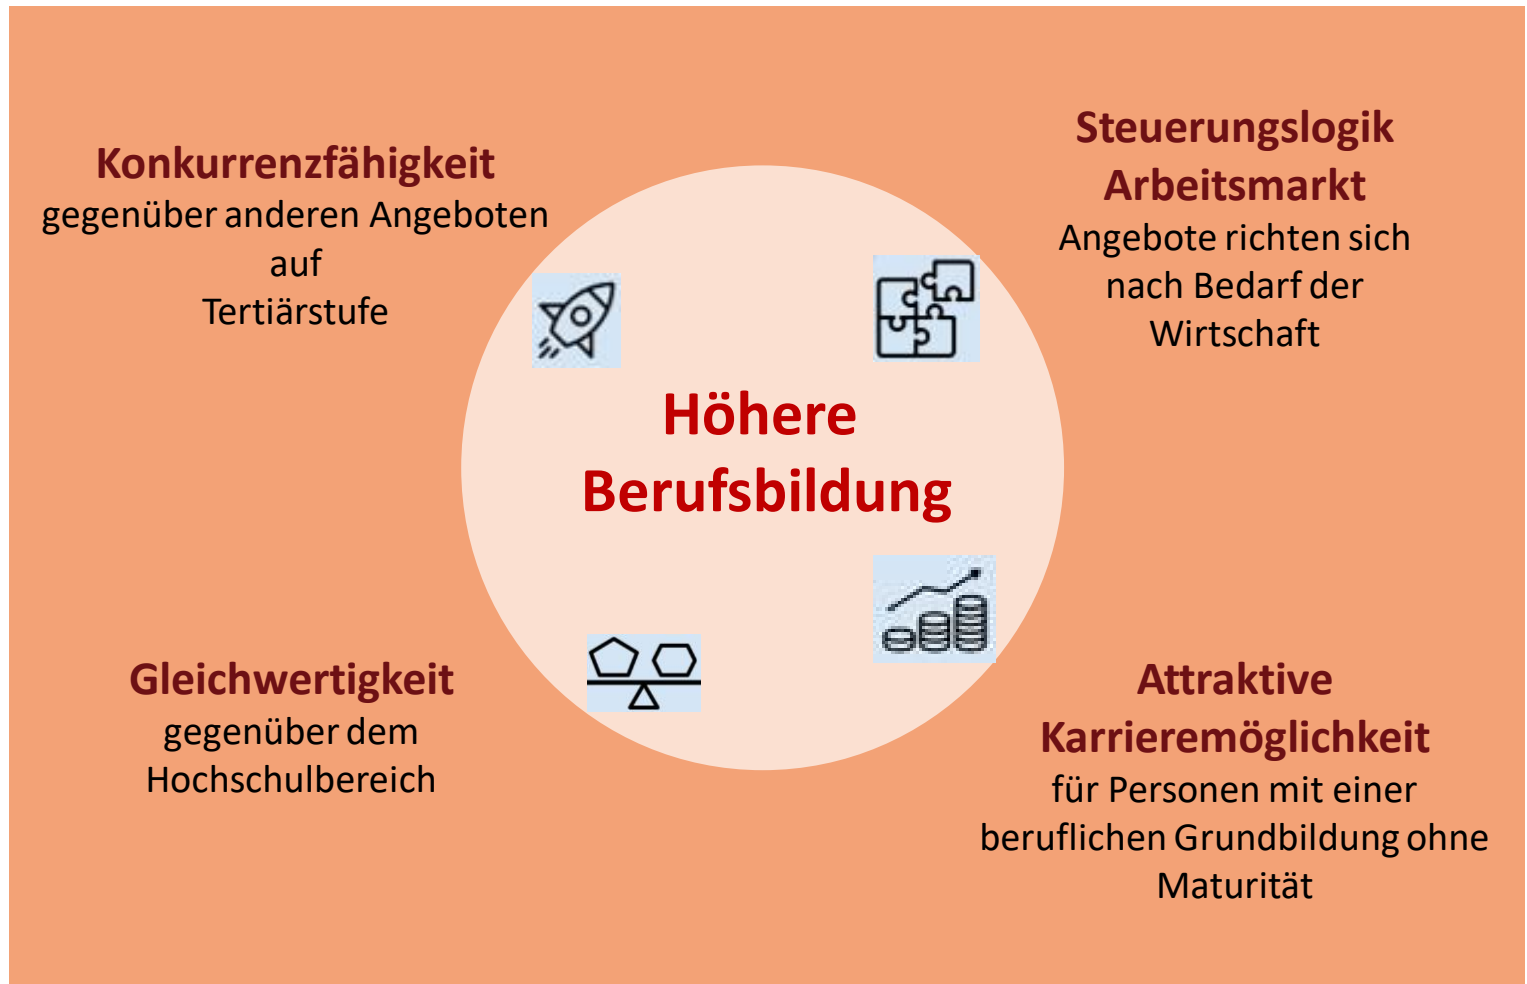 Konkurrenzfähigkeit
gegenüber anderen Angeboten
auf
Tertiärstufe
Steuerungslogik
Arbeitsmarkt
Angebote richten sich
nach Bedarf der
Wirtschaft
Höhere
Berufsbildung
Gleichwertigkeit
gegenüber dem
Hochschulbereich
Attraktive
Karrieremöglichkeit
für Personen mit einer
beruflichen Grundbildung ohne
Maturität